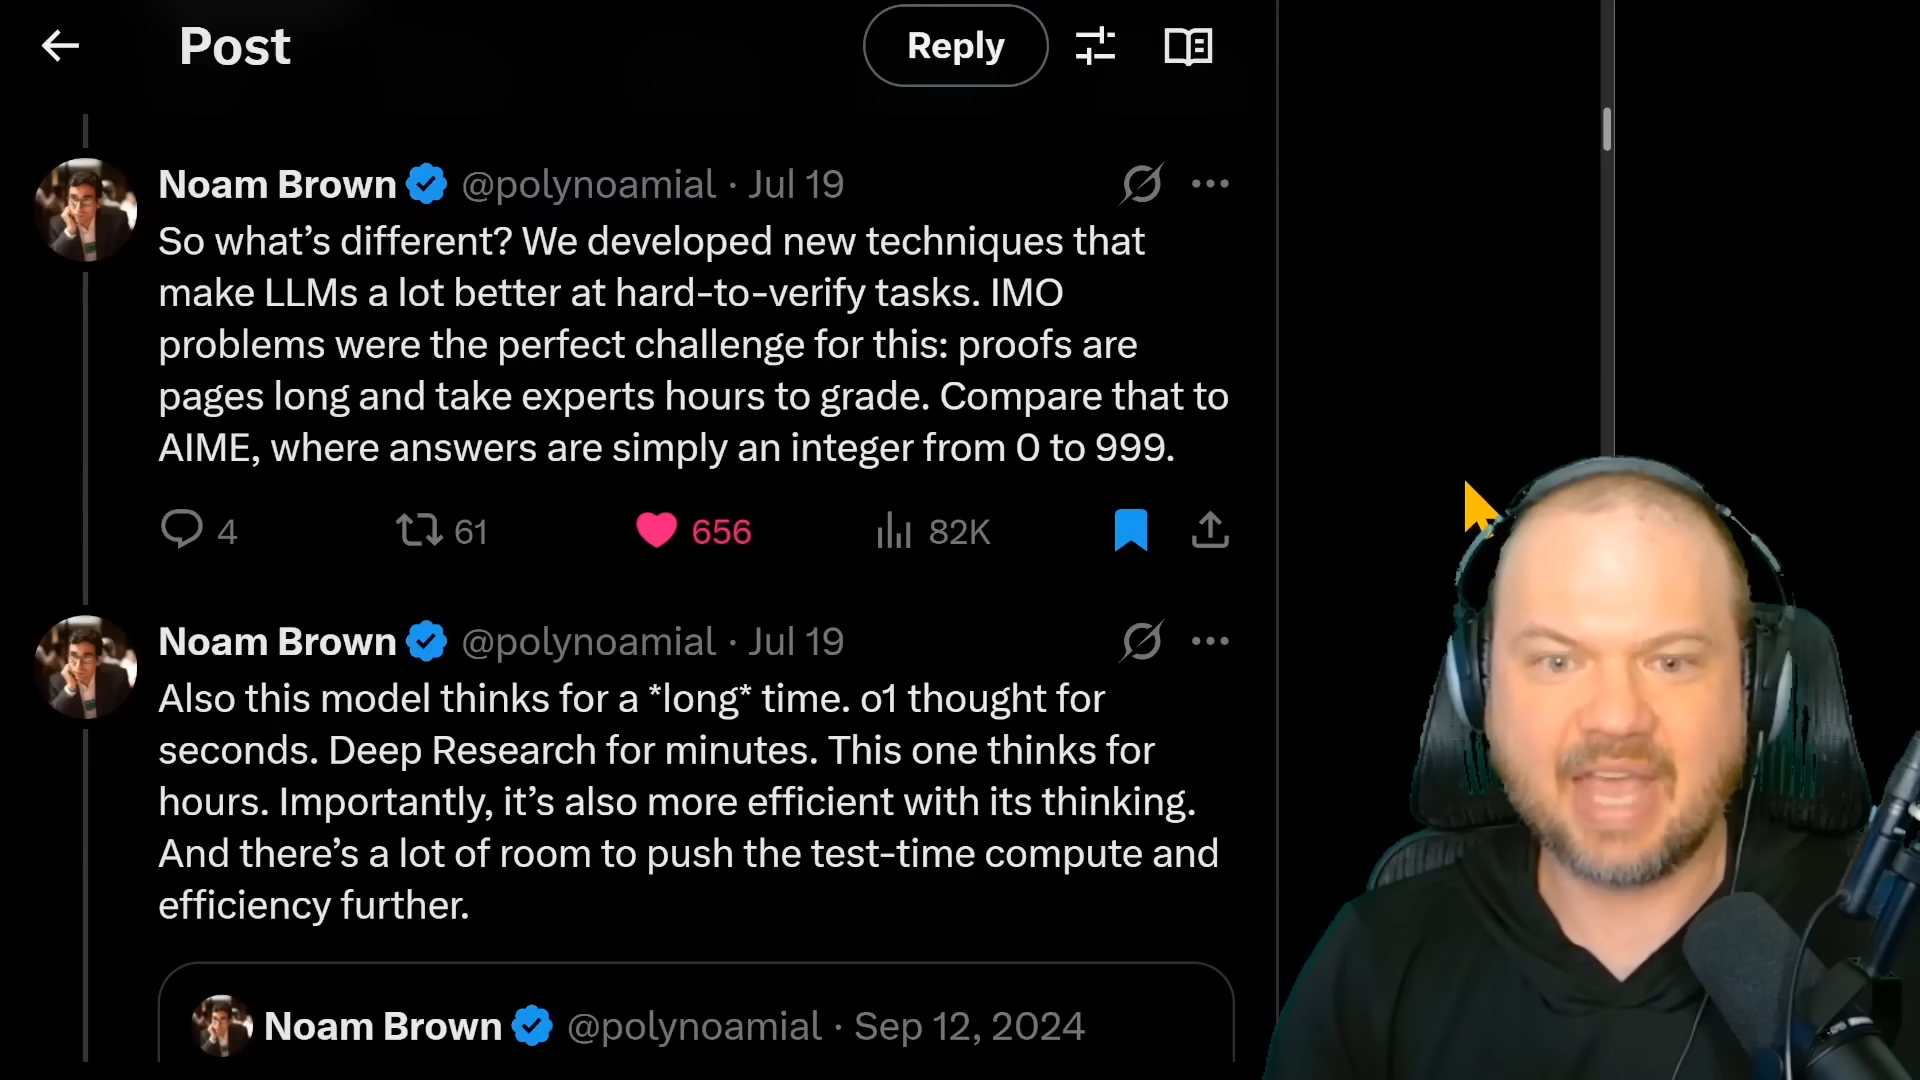 Post
Reply
Noam Brown @polynoamial · Jul 19
So what’s different? We developed new techniques that
make LLMs a lot better at hard-to-verify tasks. IMO
problems were the perfect challenge for this: proofs are
pages long and take experts hours to grade. Compare that to
AIME, where answers are simply an integer from 0 to 999.
4 61 656 82K
Noam Brown @polynoamial · Jul 19
Also this model thinks for a *long* time. o1 thought for
seconds. Deep Research for minutes. This one thinks for
hours. Importantly, it’s also more efficient with its thinking.
And there’s a lot of room to push the test-time compute and
efficiency further.
Noam Brown @polynoamial · Sep 12, 2024